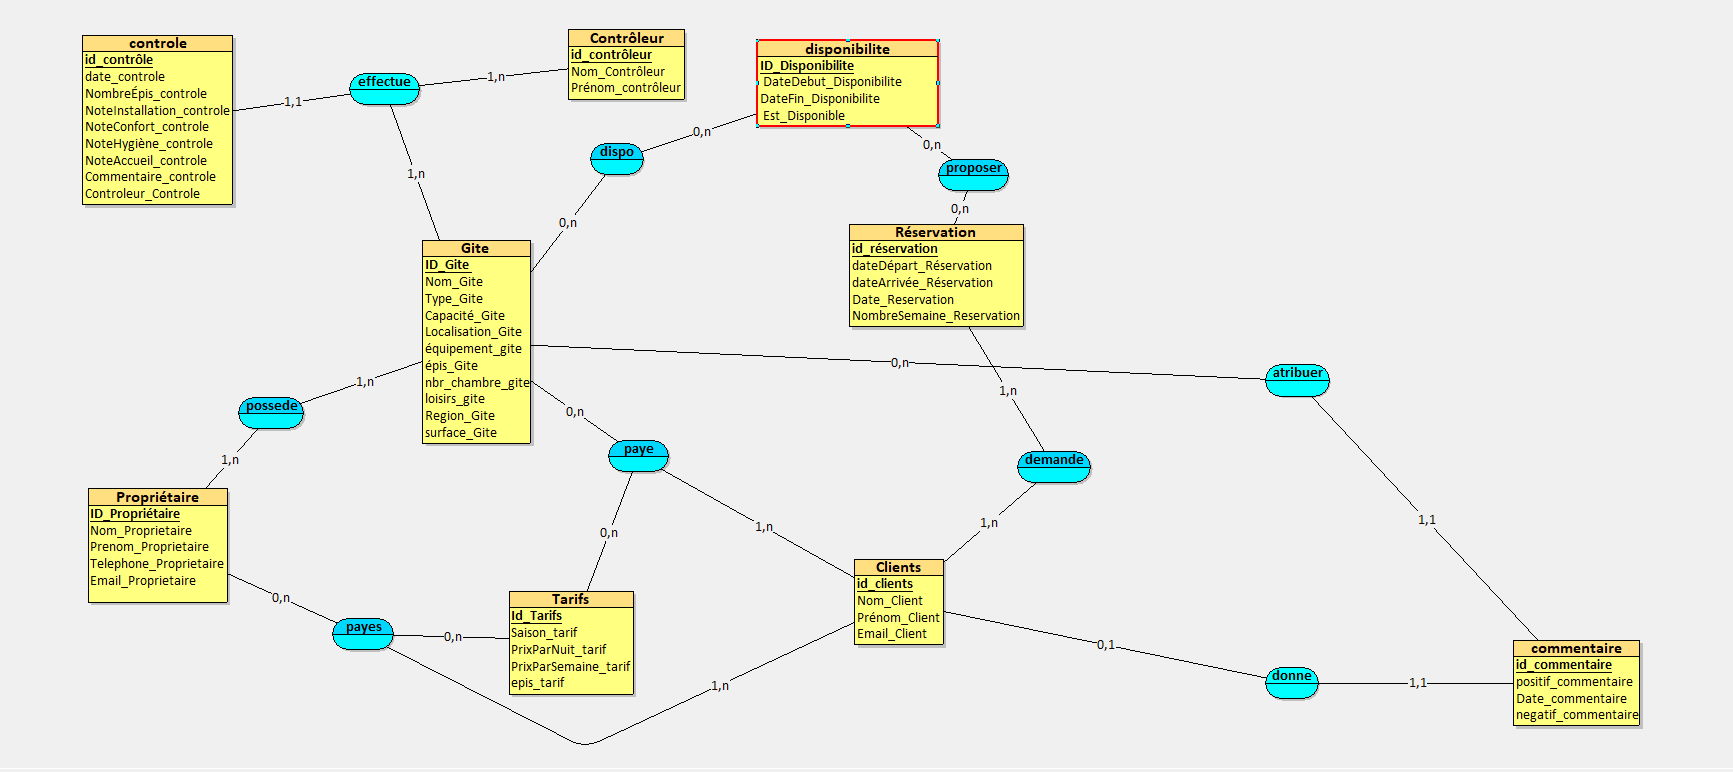 controle
id_contrôle
date_controle
NombreÉpis_controle
NoteInstallation_controle
NoteConfort_controle
NoteHygiène_controle
NoteAccueil_controle
Commentaire_controle
Controleur_Controle
1,1
effectue
1,n
1,n
Contrôleur
id_contrôleur
Nom_Contrôleur
Prénom_contrôleur
disponibilite
ID_Disponibilite
DateDebut_Disponibilite
DateFin_Disponibilite
Est_Disponible
0,n
dispo
0,n
0,n
proposer
0,n
Réservation
id_réservation
dateDépart_Réservation
dateArrivée_Réservation
Date_Reservation
NombreSemaine_Reservation
Gite
ID_Gite
Nom_Gite
Type_Gite
Capacité_Gite
Localisation_Gite
équipement_gite
épis_Gite
nbr_chambre_gite
loisirs_gite
Region_Gite
surface_Gite
0,n
atribuer
1,n
possede
1,n
0,n
paye
0,n
1,n
1,n
demande
1,n
1,1
Propriétaire
ID_Propriétaire
Nom_Proprietaire
Prenom_Proprietaire
Telephone_Proprietaire
Email_Proprietaire
0,n
payes
0,n
1,n
Tarifs
Id_Tarifs
Saison_tarif
PrixParNuit_tarif
PrixParSemaine_tarif
epis_tarif
Clients
id_clients
Nom_Client
Prénom_Client
Email_Client
0,1
donne
1,1
commentaire
id_commentaire
positif_commentaire
Date_commentaire
negatif_commentaire